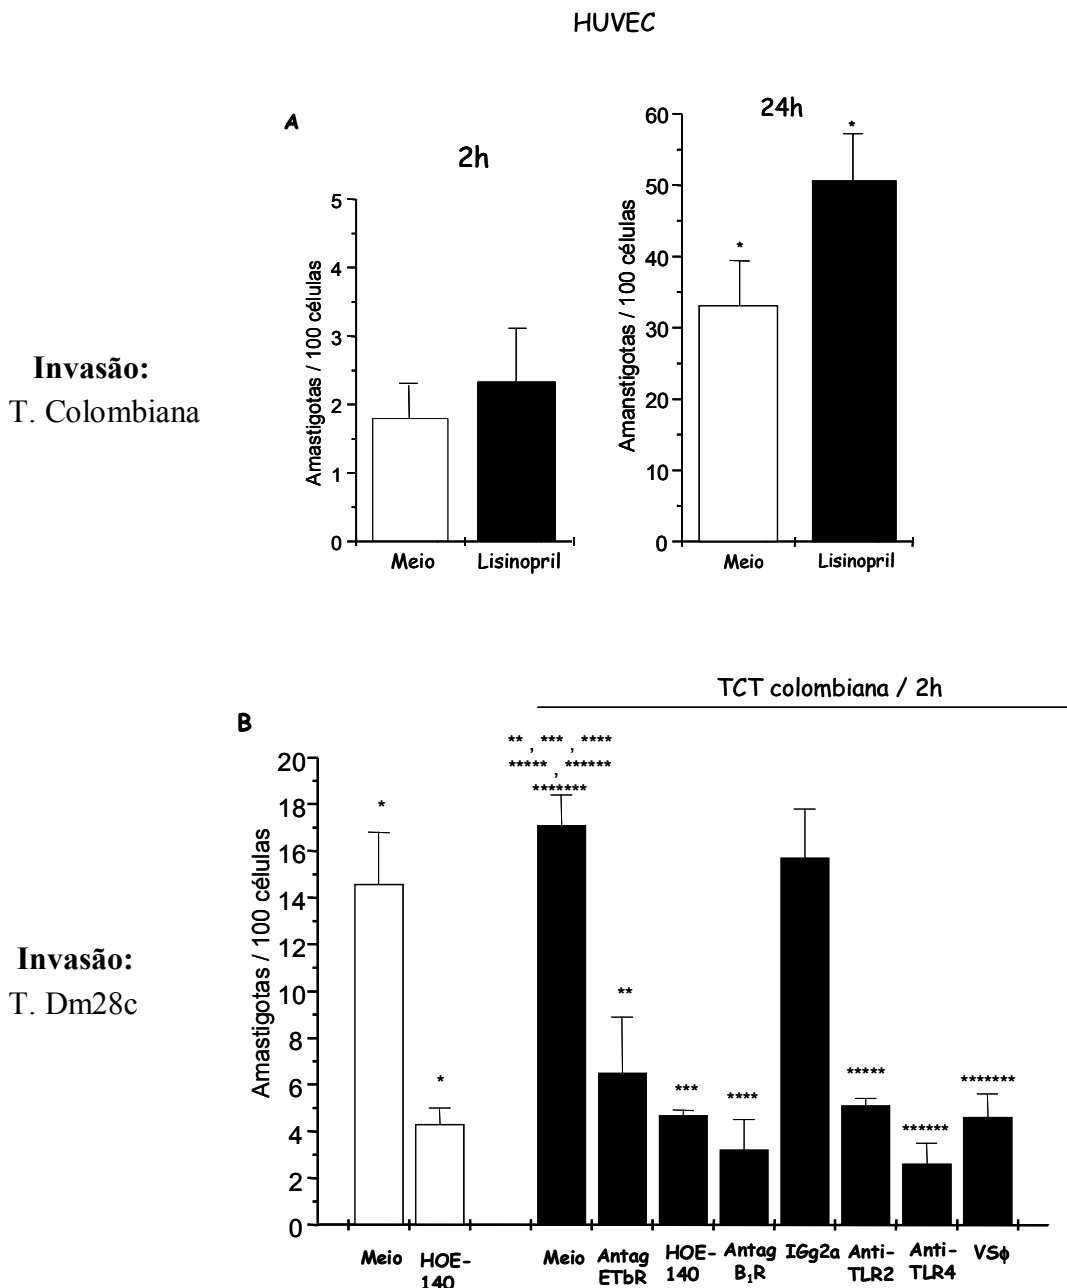 HUVEC
A
2h
24h
Invasão:
T. Colombiana
Amastigotas / 100 células
5
4
3
2
1
0
Meio
Lisinopril
Amanstigotas / 100 células
60
50
40
30
20
10
0
*
*
Meio
Lisinopril
TCT colombiana / 2h
B
Invasão:
T. Dm28c
Amastigotas / 100 células
20
18
16
14
12
10
8
6
4
2
0
*
*
** , *** , ****
***** , ******
*******
**
***
****
*****
******
*******
Meio
HOE-
140
Meio
Antag
ETbR
HOE-
140
Antag
B₁R
IGg2a
Anti-
TLR2
Anti-
TLR4
VSϕ